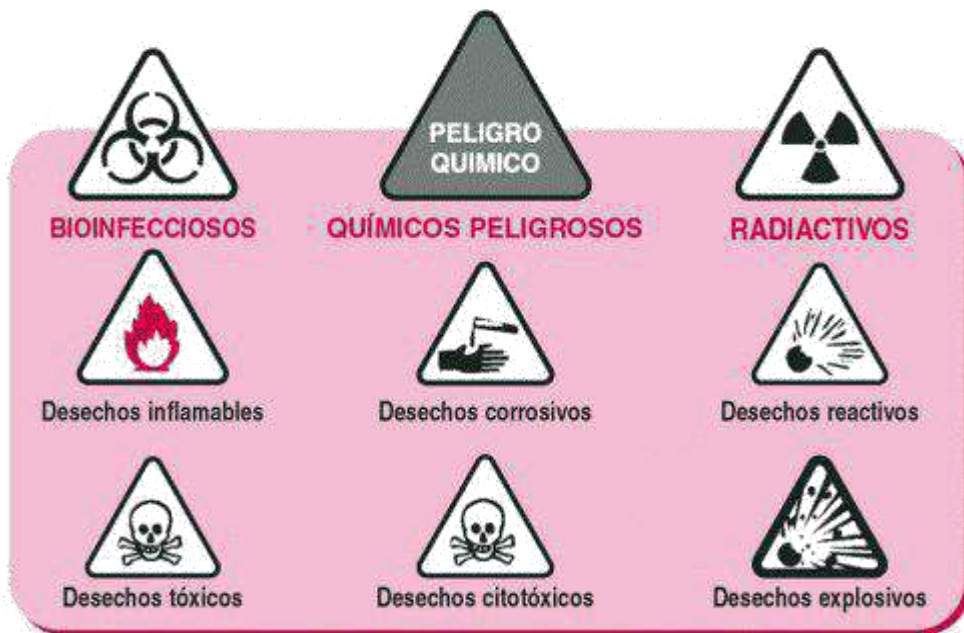 PELIGRO
QUIMICO
BIOINFECCIOSOS
QUÍMICOS PELIGROSOS
RADIACTIVOS
Desechos inflamables
Desechos corrosivos
Desechos reactivos
Desechos tóxicos
Desechos citotóxicos
Desechos explosivos